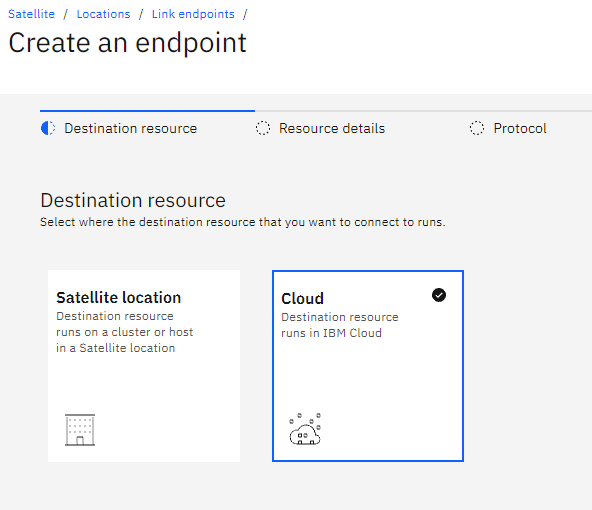 Satellite / Locations / Link endpoints /
Create an endpoint
Destination resource
Resource details
Protocol
Destination resource
Select where the destination resource that you want to connect to runs.
Satellite location
Destination resource
runs on a cluster or host
in a Satellite location
Cloud
Destination resource
runs in IBM Cloud